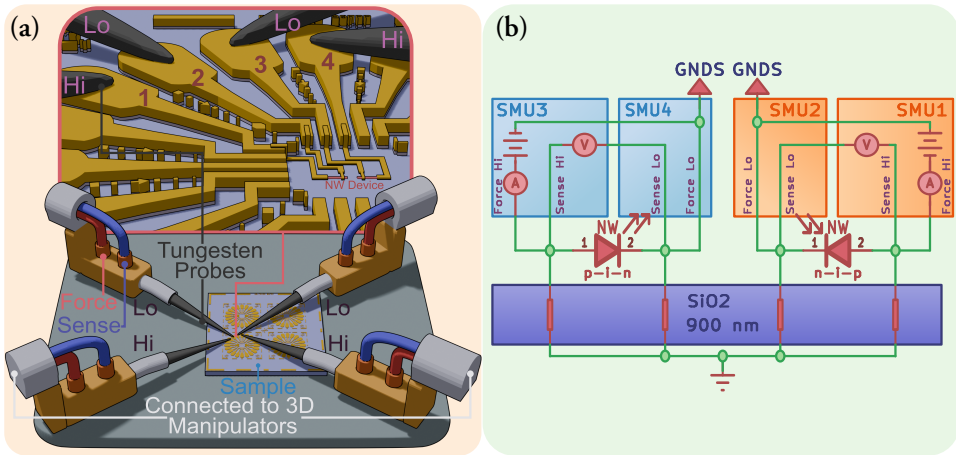 (a)
Lo
Lo
Hi
Hi
1
2
3
4
NW Device
Tungsten
Probes
Force
Sense
Lo
Hi
Lo
Hi
Sample
Connected to 3D
Manipulators
(b)
GNDS GNDS
SMU3
SMU4
SMU2
SMU1
Force Hi
A
Sense Hi
V
Sense Lo
Force Lo
Force Lo
Sense Lo
V
Sense Hi
A
Force Hi
NW
1
2
p-i-n
NW
1
2
n-i-p
SiO2
900 nm